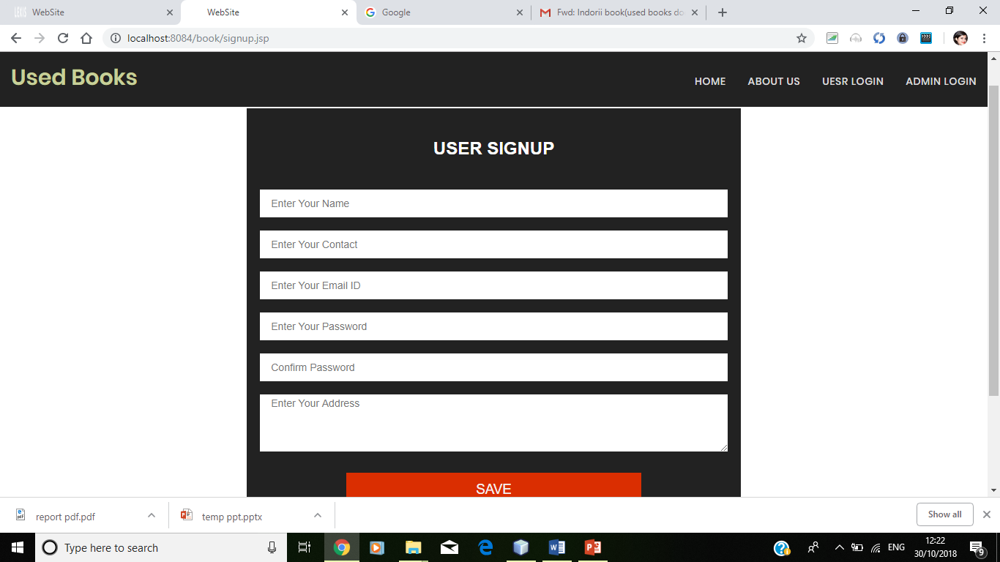 LEXIS WebSite
WebSite
Google
Fwd: Indorii book(used books do
localhost:8084/book/signup.jsp
Used Books
HOME ABOUT US UESR LOGIN ADMIN LOGIN
USER SIGNUP
Enter Your Name
Enter Your Contact
Enter Your Email ID
Enter Your Password
Confirm Password
Enter Your Address
SAVE
report pdf.pdf
temp ppt.pptx
Show all
Type here to search
ENG
12:22
30/10/2018
9